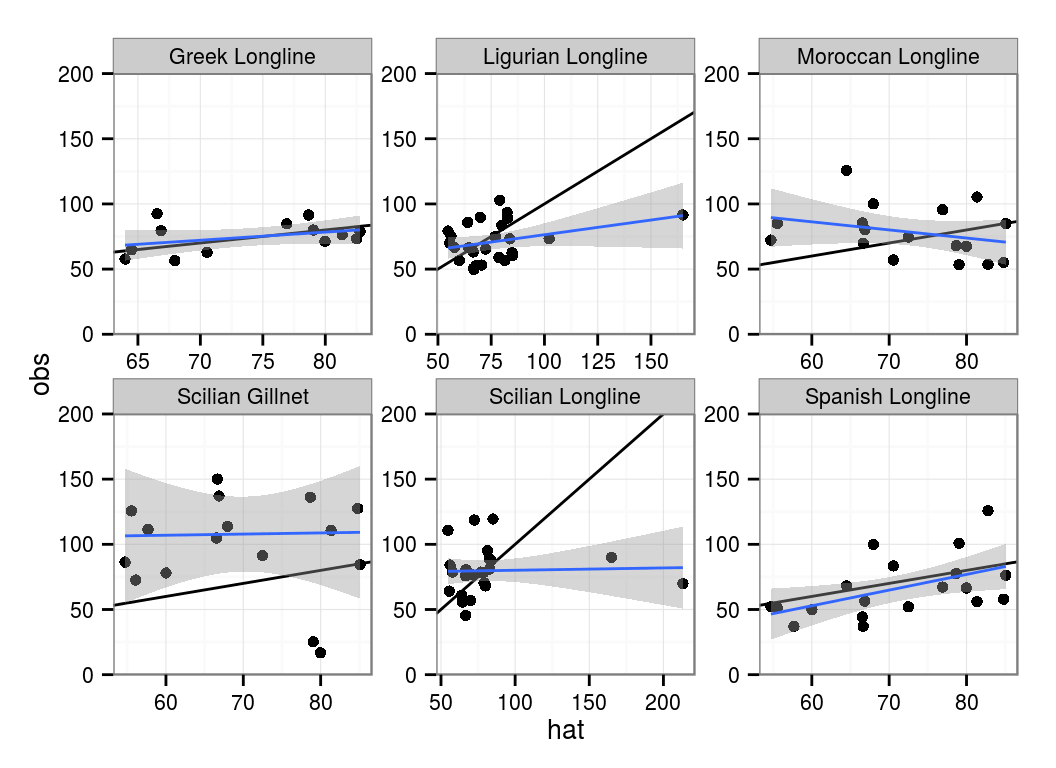 Greek Longline Ligurian Longline Moroccan Longline
200 200 200
150 150 150
100 100 100
50 50 50
0 0 0
65 70 75 80 50 75 100 125 150 60 70 80
obs
Scilian Gillnet Scilian Longline Spanish Longline
200 200 200
150 150 150
100 100 100
50 50 50
0 0 0
60 70 80 50 100 150 200 60 70 80
hat